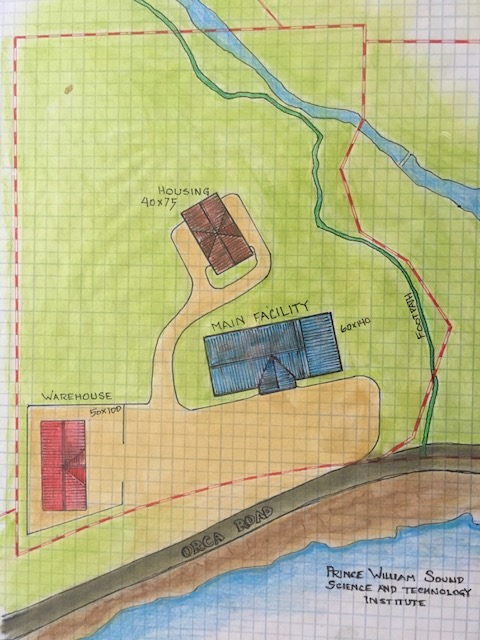 HOUSING
40x75
MAIN FACILITY
60x140
FOOTPATH
WAREHOUSE
50x100
ORCA ROAD
PRINCE WILLIAM SOUND
SCIENCE AND TECHNOLOGY
INSTITUTE